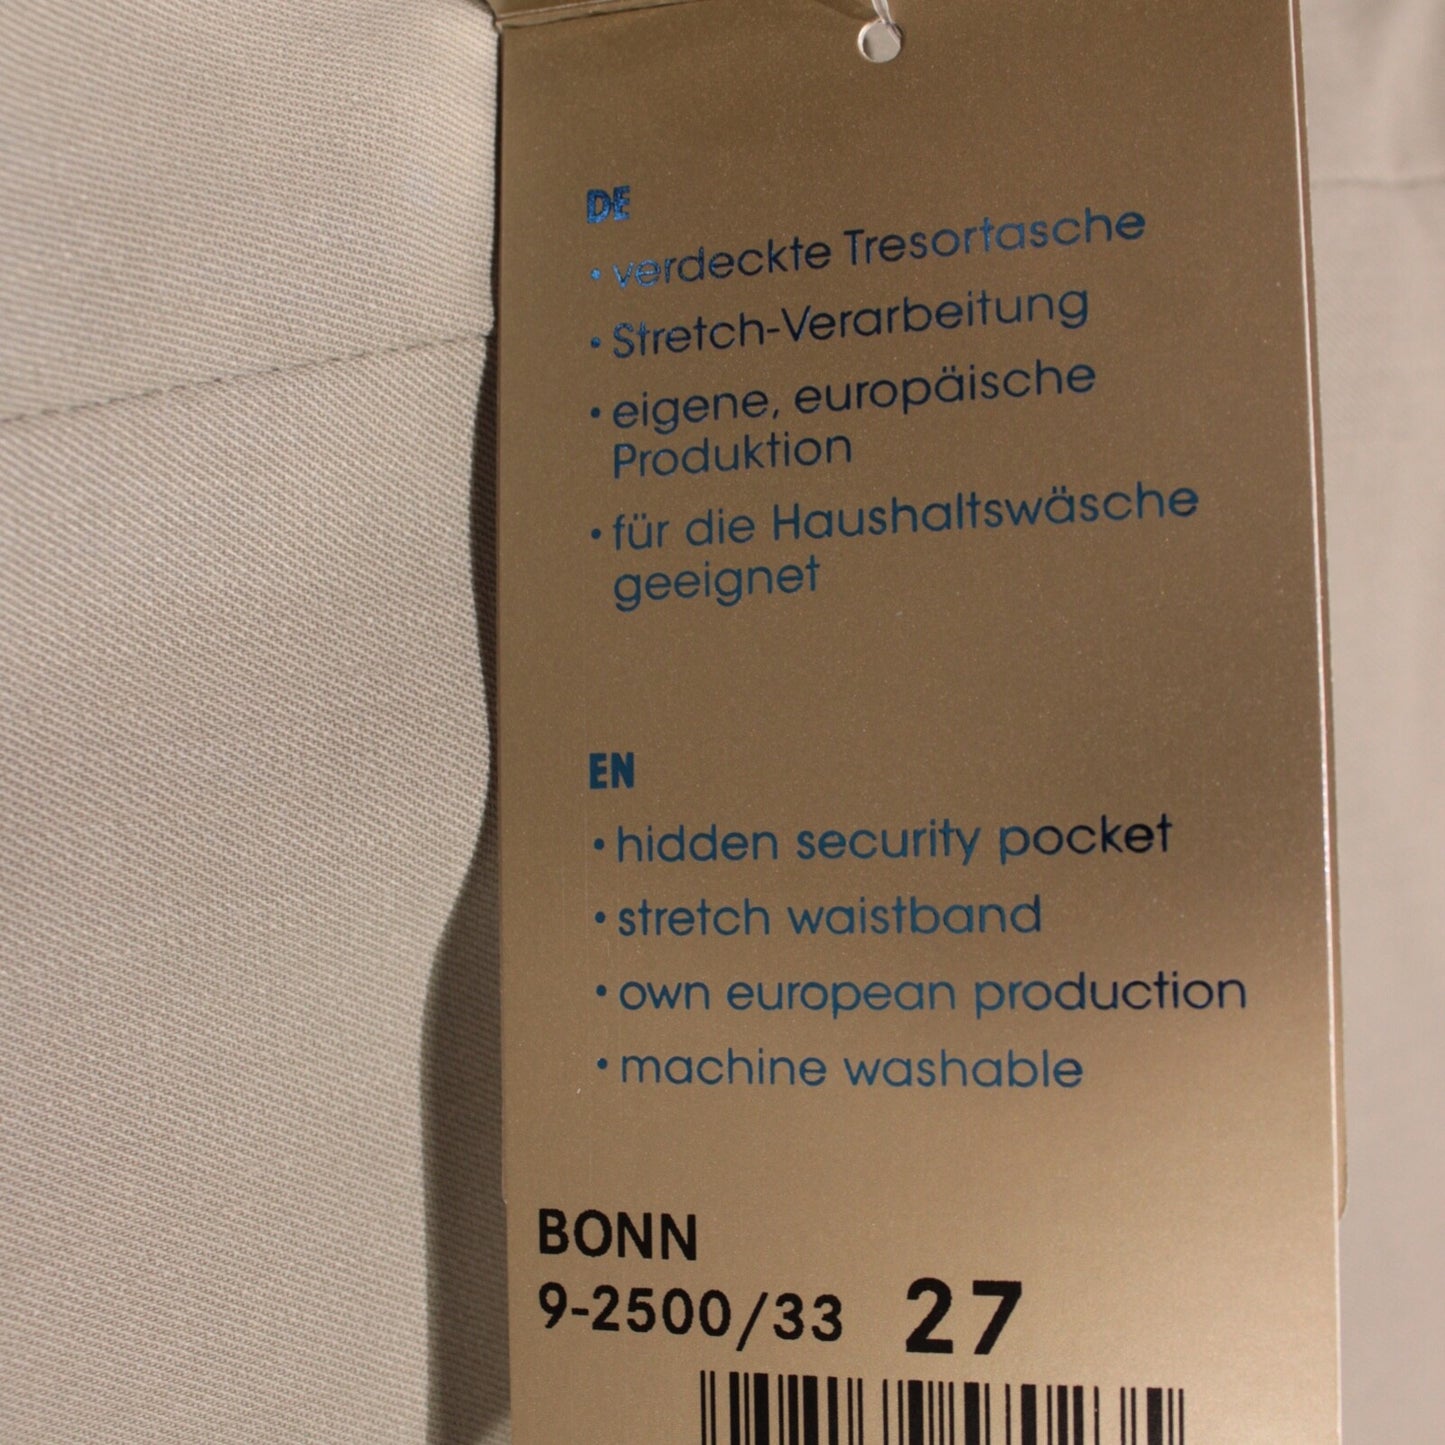 DE
• verdeckte Tresortasche
• Stretch-Verarbeitung
• eigene, europäische
Produktion
• für die Haushaltswäsche
geeignet
EN
• hidden security pocket
• stretch waistband
• own european production
• machine washable
BONN
9-2500/33 27